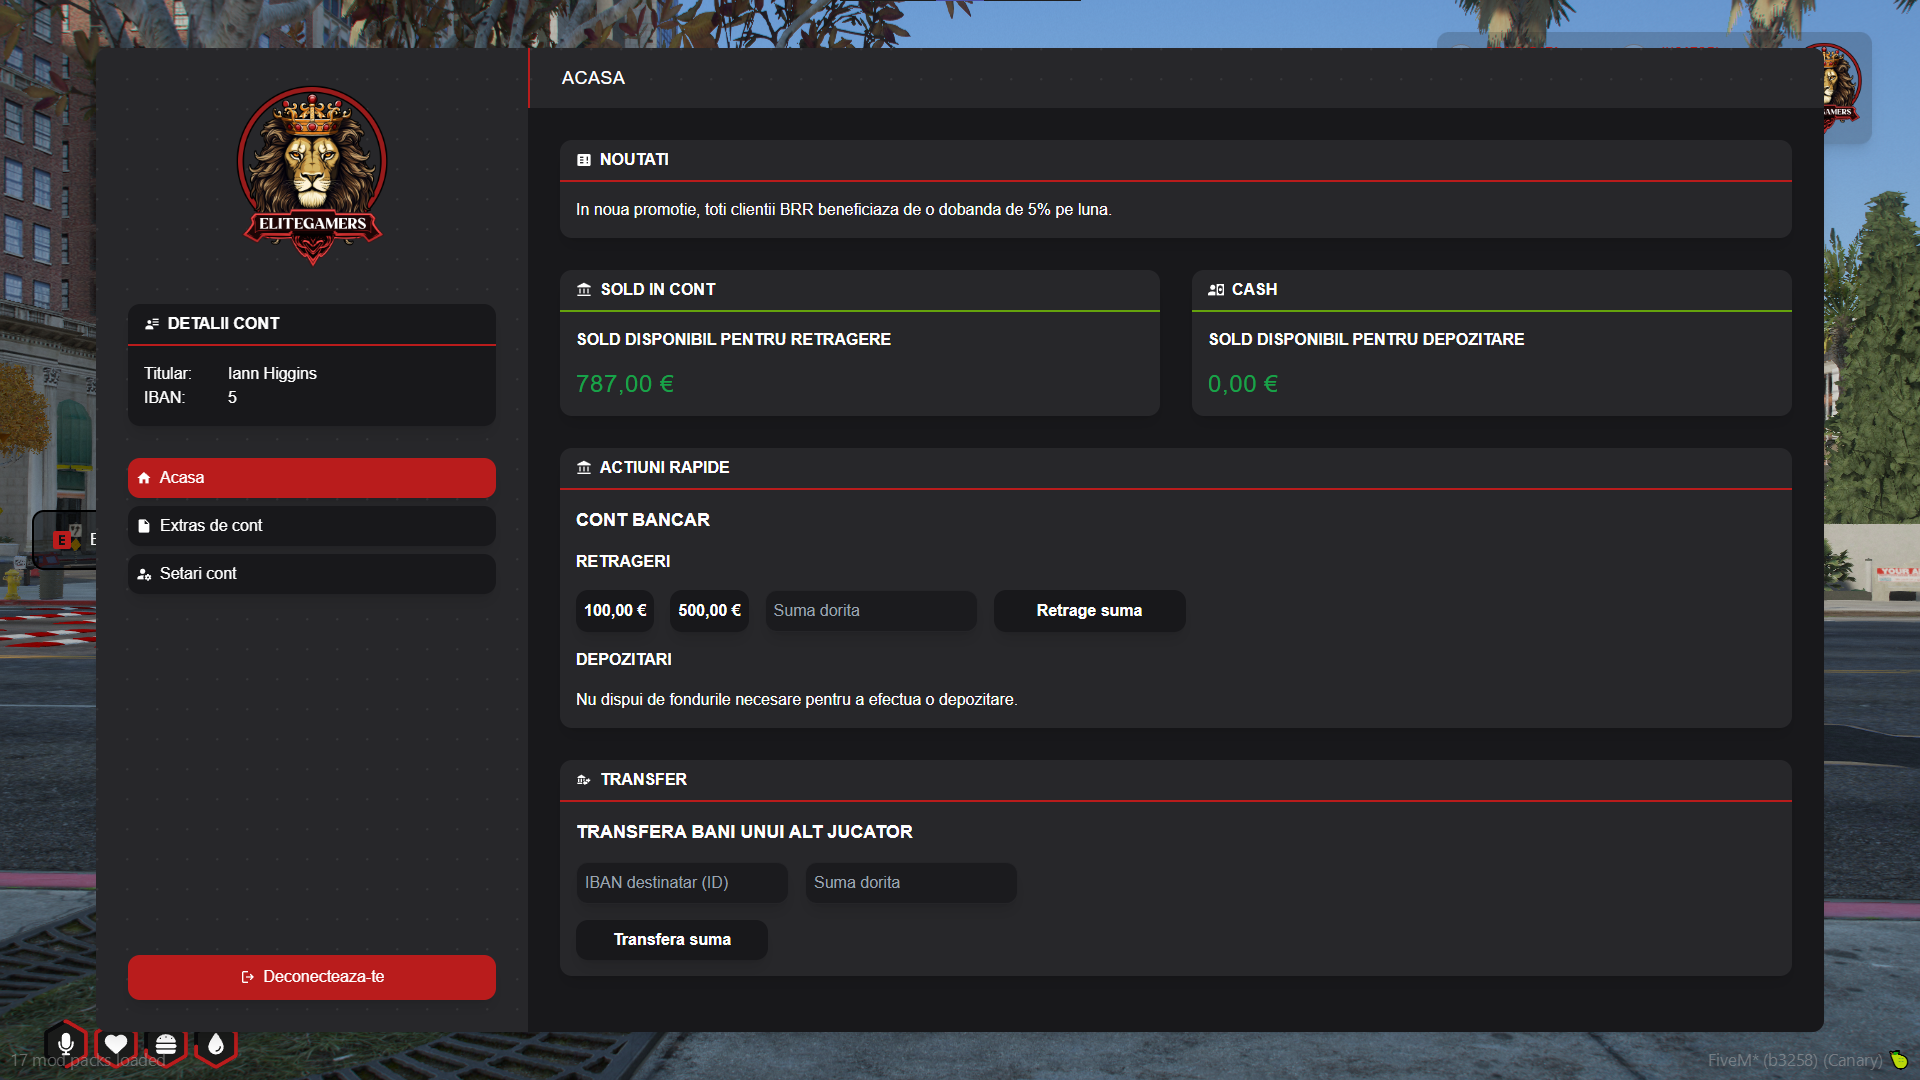 ELITEGAMERS
DETALII CONT
Titular: Iann Higgins
IBAN: 5
Acasa
Extras de cont
Setari cont
Deconecteaza-te
ACASA
NOUTATI
In noua promotie, toti clientii BRR beneficiaza de o dobanda de 5% pe luna.
SOLD IN CONT
SOLD DISPONIBIL PENTRU RETRAGERE
787,00 €
CASH
SOLD DISPONIBIL PENTRU DEPOZITARE
0,00 €
ACTIUNI RAPIDE
CONT BANCAR
RETRAGERI
100,00 € 500,00 € Suma dorita Retrage suma
DEPOZITARI
Nu dispui de fondurile necesare pentru a efectua o depozitare.
TRANSFER
TRANSFERA BANI UNUI ALT JUCATOR
IBAN destinatar (ID) Suma dorita
Transfera suma
E
YOUR
17 mod packs loaded
FiveM* (b3258) (Canary)